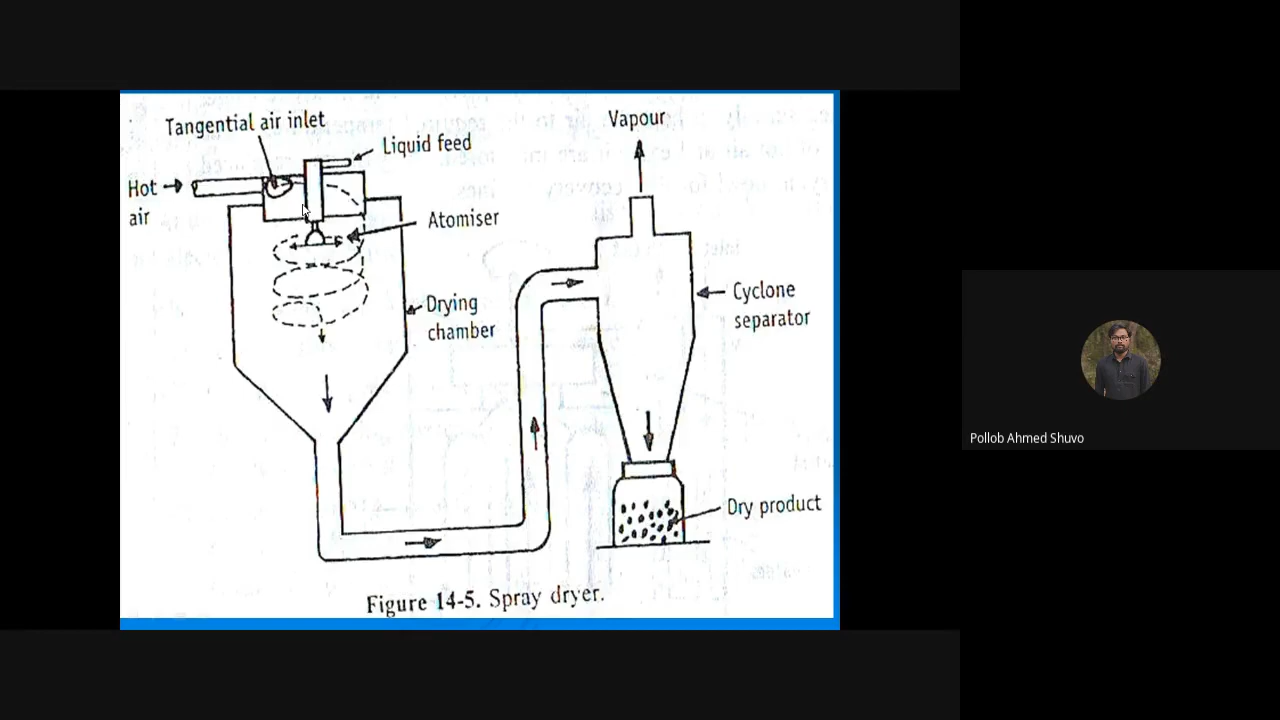 Tangential air inlet
Liquid feed
Hot
air
Atomiser
Drying
chamber
Vapour
Cyclone
separator
Dry product
Figure 14-5. Spray dryer.
Pollob Ahmed Shuvo